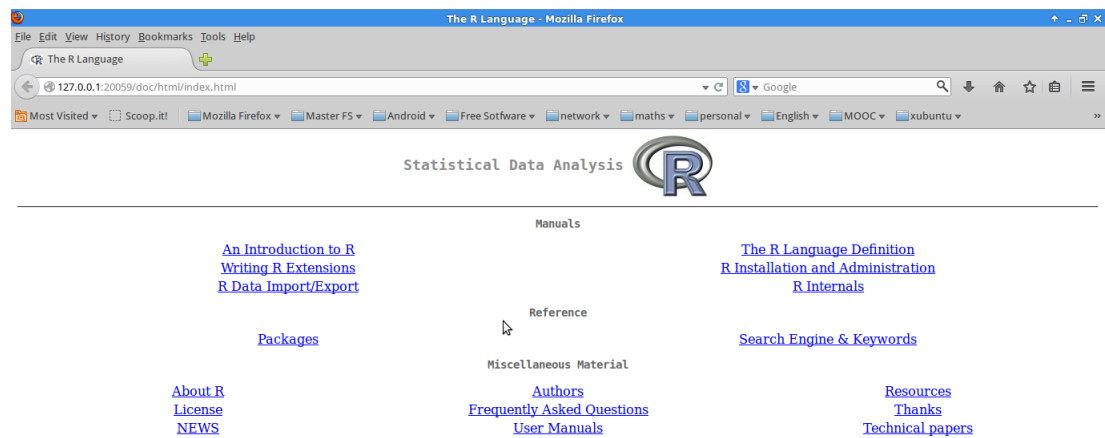 The R Language - Mozilla Firefox
File Edit View History Bookmarks Tools Help
The R Language
127.0.0.1:20059/doc/html/index.html
Google
Most Visited Scoop.it! Mozilla Firefox Master FS Android Free Sotfware network maths personal English MOOC xubuntu »
Statistical Data Analysis R
Manuals
An Introduction to R The R Language Definition
Writing R Extensions R Installation and Administration
R Data Import/Export R Internals
Reference
Packages Search Engine & Keywords
Miscellaneous Material
About R Authors Resources
License Frequently Asked Questions Thanks
NEWS User Manuals Technical papers